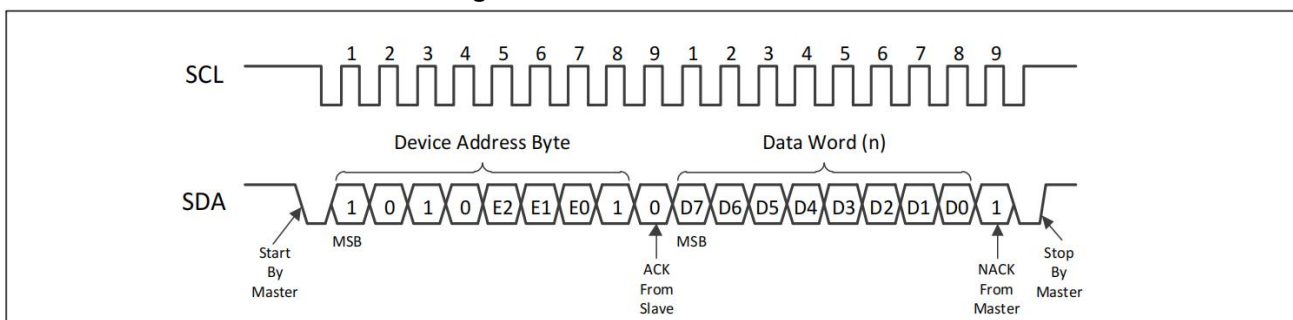 1 2 3 4 5 6 7 8 9 1 2 3 4 5 6 7 8 9
SCL
Device Address Byte Data Word (n)
SDA 1 0 1 0 E2 E1 E0 1 0 D7 D6 D5 D4 D3 D2 D1 D0 1
MSB MSB
Start
By
Master
ACK
From
Slave
NACK
From
Master
Stop
By
Master